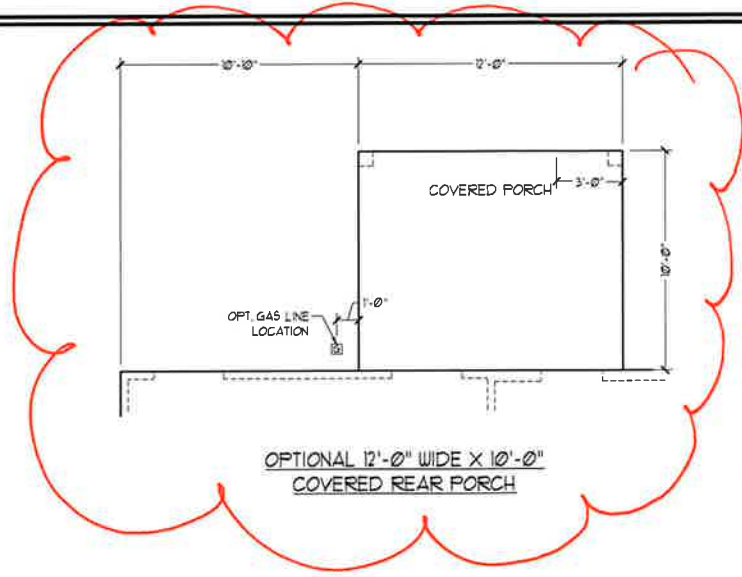 10'-10"
12'-0"
COVERED PORCH
3'-0"
10'-0"
1'-0"
OPT. GAS LINE
LOCATION
OPTIONAL 12'-0" WIDE X 10'-0"
COVERED REAR PORCH